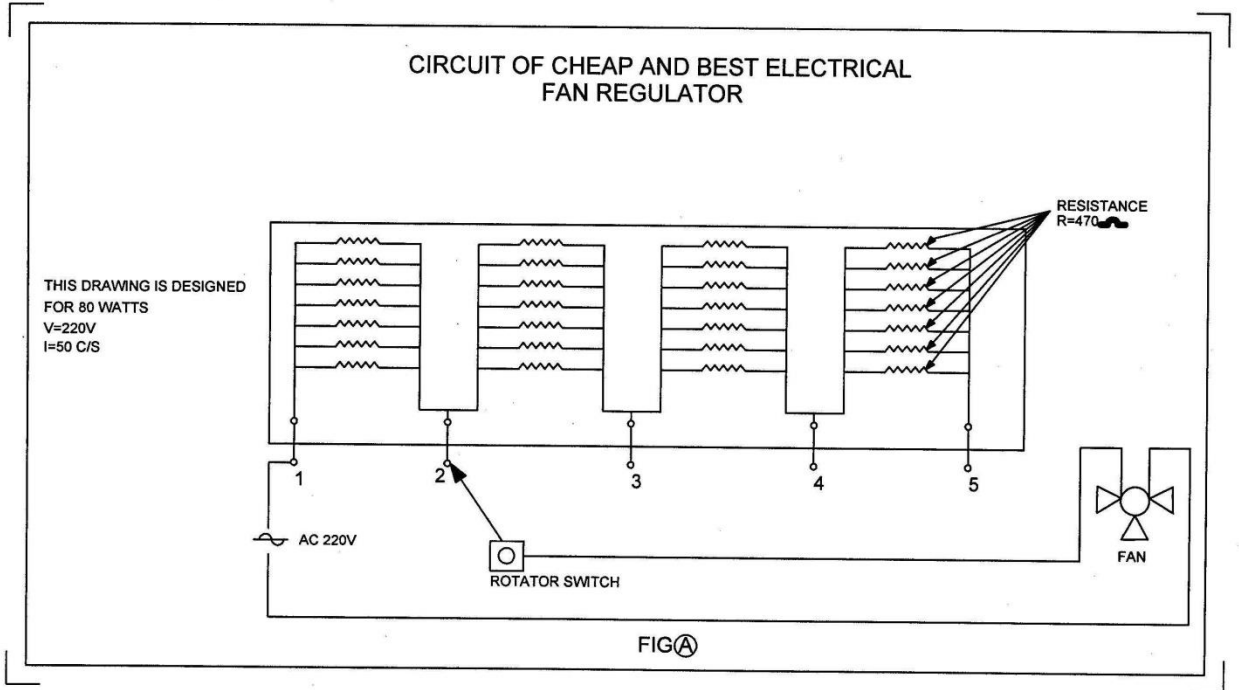 CIRCUIT OF CHEAP AND BEST ELECTRICAL
FAN REGULATOR
RESISTANCE
R=470
THIS DRAWING IS DESIGNED
FOR 80 WATTS
V=220V
I=50 C/S
1
2
3
4
5
AC 220V
ROTATOR SWITCH
FAN
FIG A